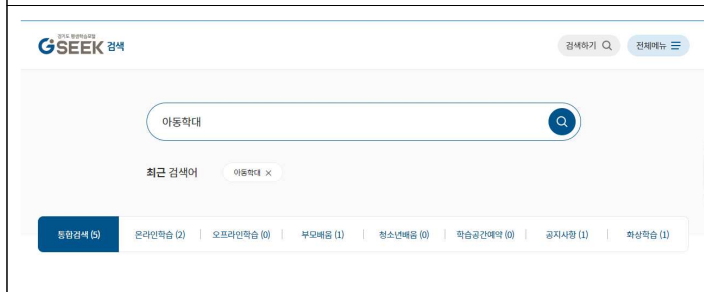 경기도 평생학습포털
GSEEK 검색
검색하기
전체메뉴
아동학대
최근 검색어
아동학대 ×
통합검색 (5) 온라인학습 (2) 오프라인학습 (0) 부모배움 (1) 청소년배움 (0) 학습공간예약 (0) 공지사항 (1) 화상학습 (1)